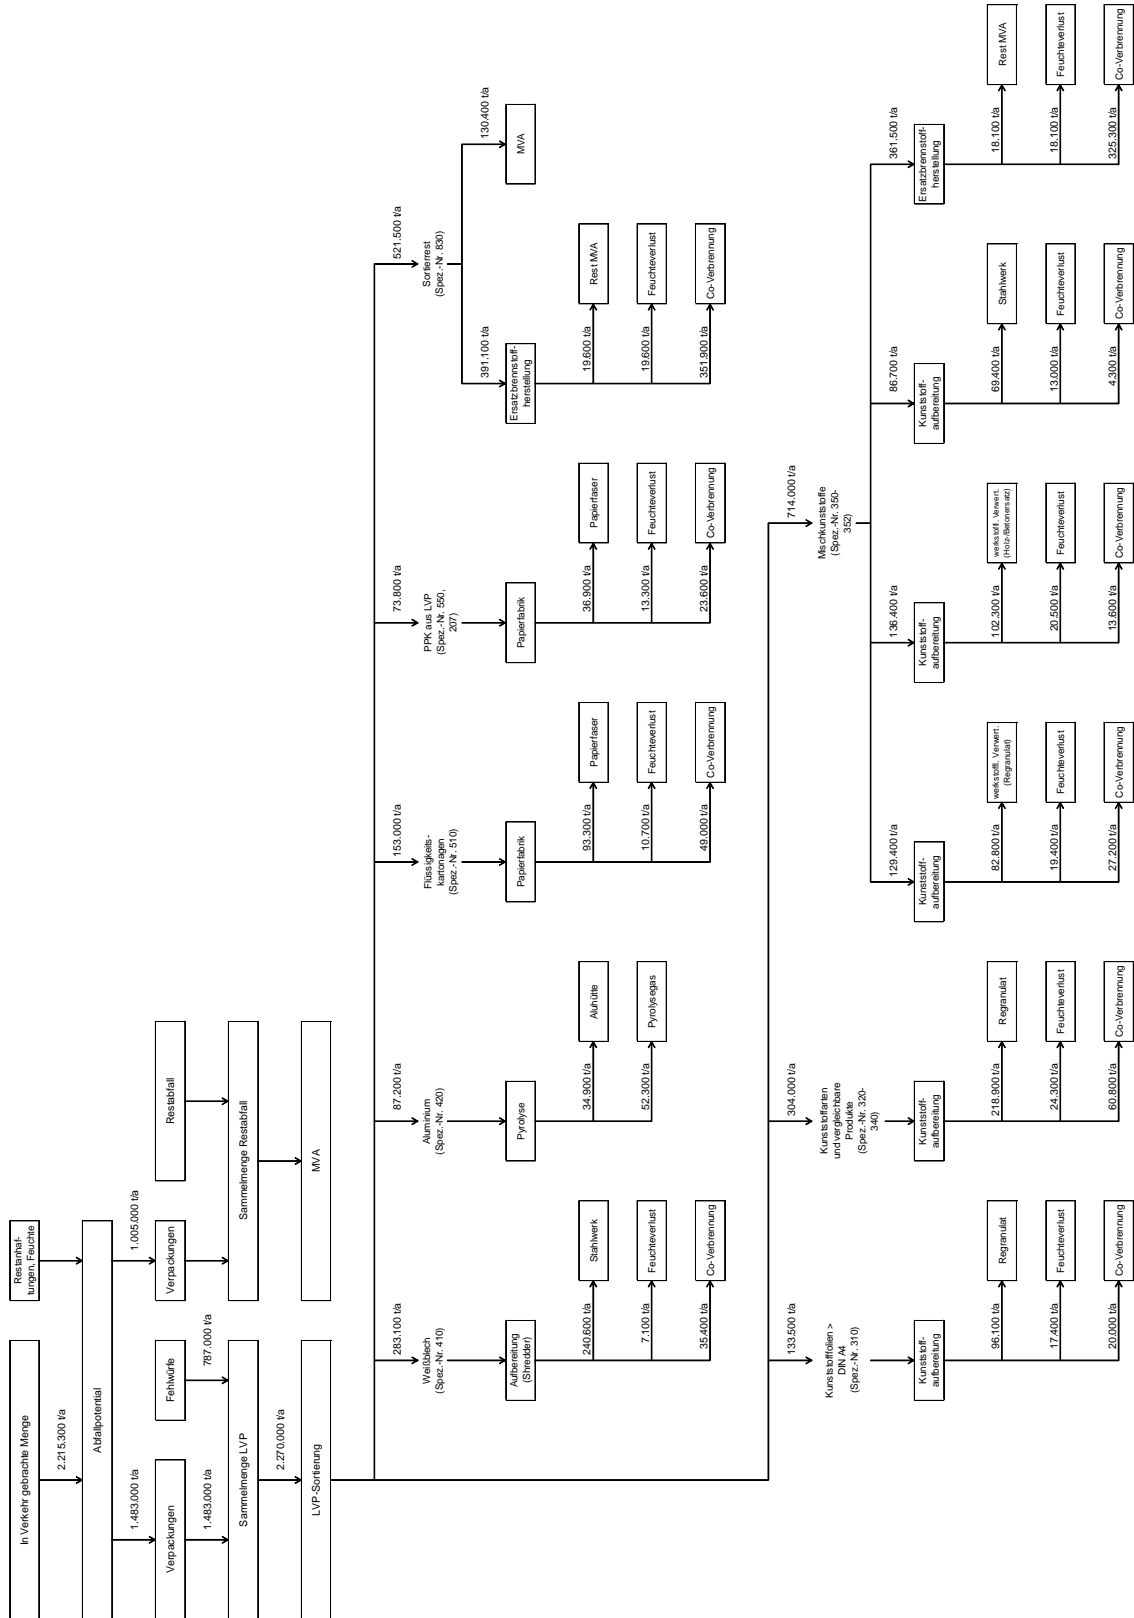 In Verkehr gebrachte Menge
Restanhaf-
tungen, Feuchte
2.215.300 t/a
Abfallpotential
1.483.000 t/a
1.005.000 t/a
Verpackungen
Fehlwürfe
Verpackungen
Restabfall
1.483.000 t/a
787.000 t/a
Sammelmenge LVP
Sammelmenge Restabfall
2.270.000 t/a
LVP-Sortierung
MVA
283.100 t/a
Weißblech
(Spez.-Nr. 410)
Aufbereitung
(Shredder)
240.600 t/a
Stahlwerk
7.100 t/a
Feuchteverlust
35.400 t/a
Co-Verbrennung
87.200 t/a
Aluminium
(Spez.-Nr. 420)
Pyrolyse
34.900 t/a
Aluhütte
52.300 t/a
Pyrolysegas
153.000 t/a
Flüssigkeits-
kartonagen
(Spez.-Nr. 510)
Papierfabrik
93.300 t/a
Papierfaser
10.700 t/a
Feuchteverlust
49.000 t/a
Co-Verbrennung
73.800 t/a
PPK aus LVP
(Spez.-Nr. 550,
207)
Papierfabrik
36.900 t/a
Papierfaser
13.300 t/a
Feuchteverlust
23.600 t/a
Co-Verbrennung
521.500 t/a
Sortierrest
(Spez.-Nr. 830)
391.100 t/a
130.400 t/a
Ersatzbrennstoff-
herstellung
MVA
19.600 t/a
Rest MVA
19.600 t/a
Feuchteverlust
351.900 t/a
Co-Verbrennung
133.500 t/a
Kunststofffolien >
DIN A4
(Spez.-Nr. 310)
Kunststoff-
aufbereitung
96.100 t/a
Regranulat
17.400 t/a
Feuchteverlust
20.000 t/a
Co-Verbrennung
304.000 t/a
Kunststoffarten
und vergleichbare
Produkte
(Spez.-Nr. 320-
340)
Kunststoff-
aufbereitung
218.900 t/a
Regranulat
24.300 t/a
Feuchteverlust
60.800 t/a
Co-Verbrennung
714.000 t/a
Mischkunststoffe
(Spez.-Nr. 350-
352)
129.400 t/a
Kunststoff-
aufbereitung
82.800 t/a
werkstoffl. Verwert.
(Regranulat)
19.400 t/a
Feuchteverlust
27.200 t/a
Co-Verbrennung
136.400 t/a
Kunststoff-
aufbereitung
102.300 t/a
werkstoffl. Verwert.
(Holz-/Betonersatz)
20.500 t/a
Feuchteverlust
13.600 t/a
Co-Verbrennung
86.700 t/a
Kunststoff-
aufbereitung
69.400 t/a
Stahlwerk
13.000 t/a
Feuchteverlust
4.300 t/a
Co-Verbrennung
361.500 t/a
Ersatzbrennstoff-
herstellung
18.100 t/a
Rest MVA
18.100 t/a
Feuchteverlust
325.300 t/a
Co-Verbrennung